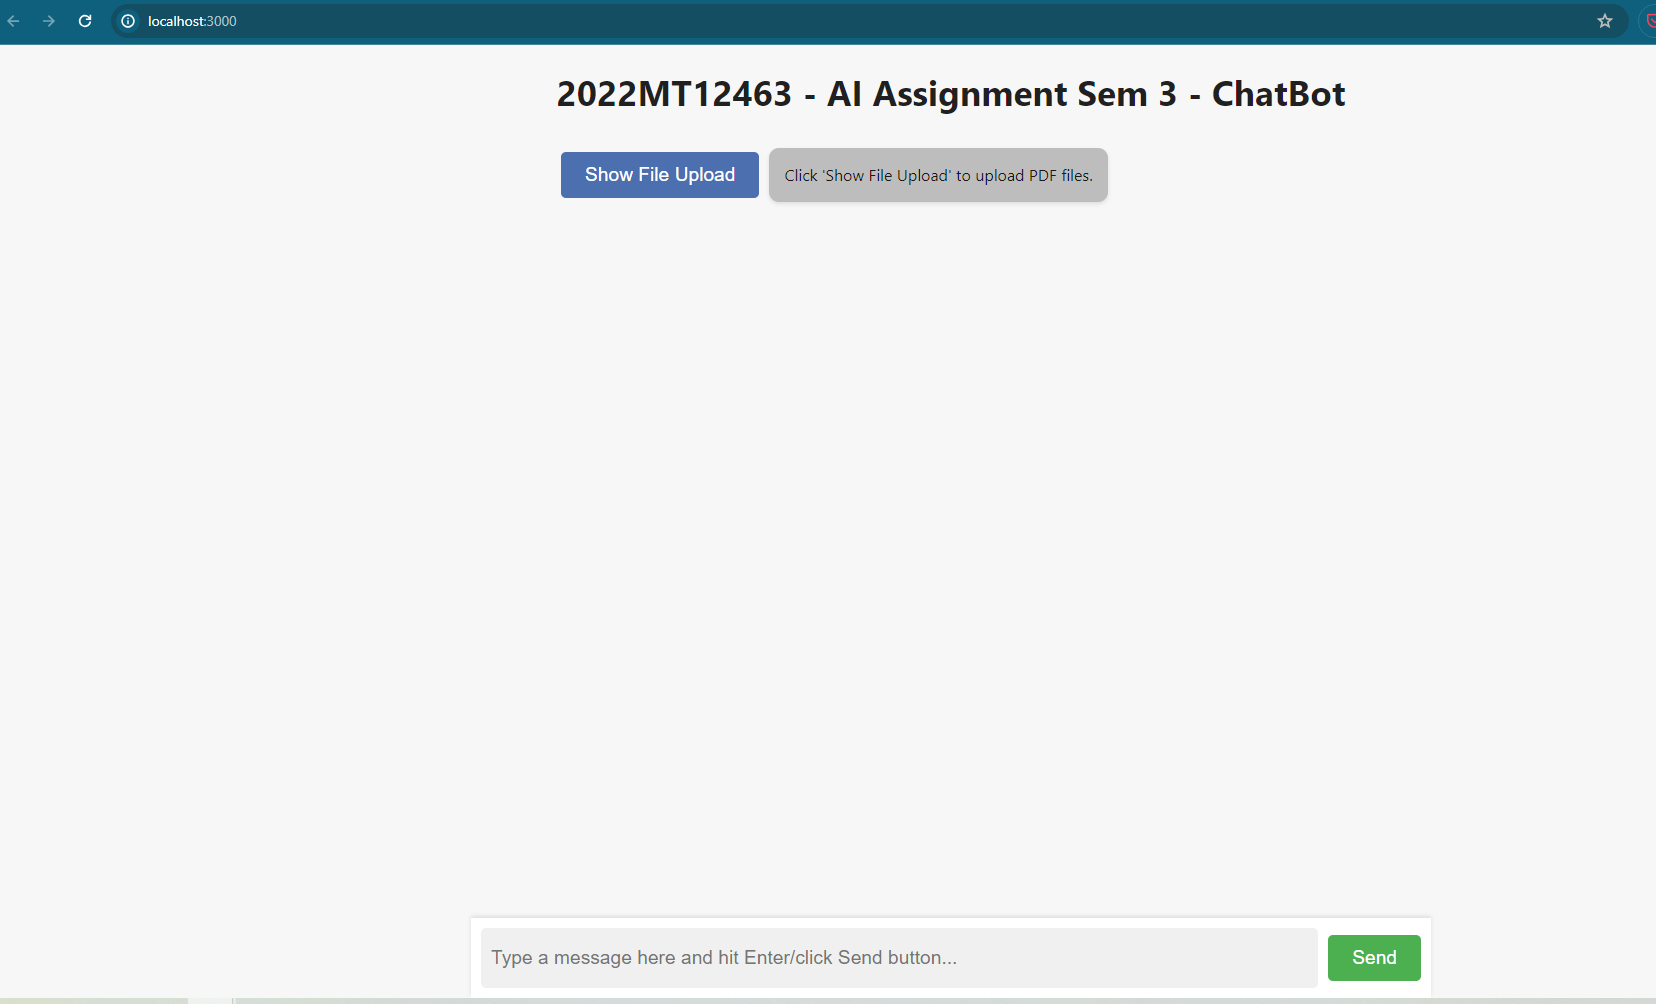 localhost:3000
2022MT12463 - AI Assignment Sem 3 - ChatBot
Show File Upload
Click 'Show File Upload' to upload PDF files.
Type a message here and hit Enter/click Send button...
Send